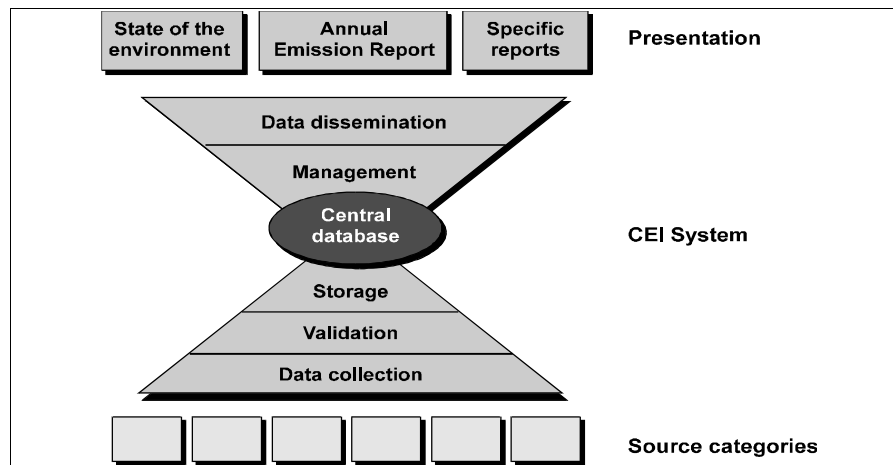 State of the
environment
Annual
Emission Report
Specific
reports
Presentation
Data dissemination
Management
Central
database
CEI System
Storage
Validation
Data collection
Source categories